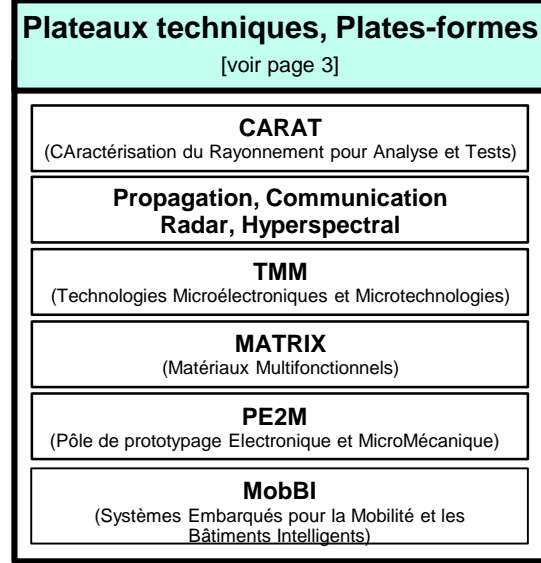 Plateaux techniques, Plates-formes
[voir page 3]
CARAT
(CAractérisation du Rayonnement pour Analyse et Tests)
Propagation, Communication
Radar, Hyperspectral
TMM
(Technologies Microélectroniques et Microtechnologies)
MATRIX
(Matériaux Multifonctionnels)
PE2M
(Pôle de prototypage Electronique et MicroMécanique)
MobBI
(Systèmes Embarqués pour la Mobilité et les
Bâtiments Intelligents)